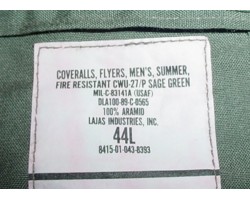 COVERALLS, FLYERS, MEN'S, SUMMER,
FIRE RESISTANT CWU-27/P SAGE GREEN
MIL-C-83141A (USAF)
DLA100-89-C-0565
100% ARAMID
LAJAS INDUSTRIES, INC.
44L
8415-01-043-8393